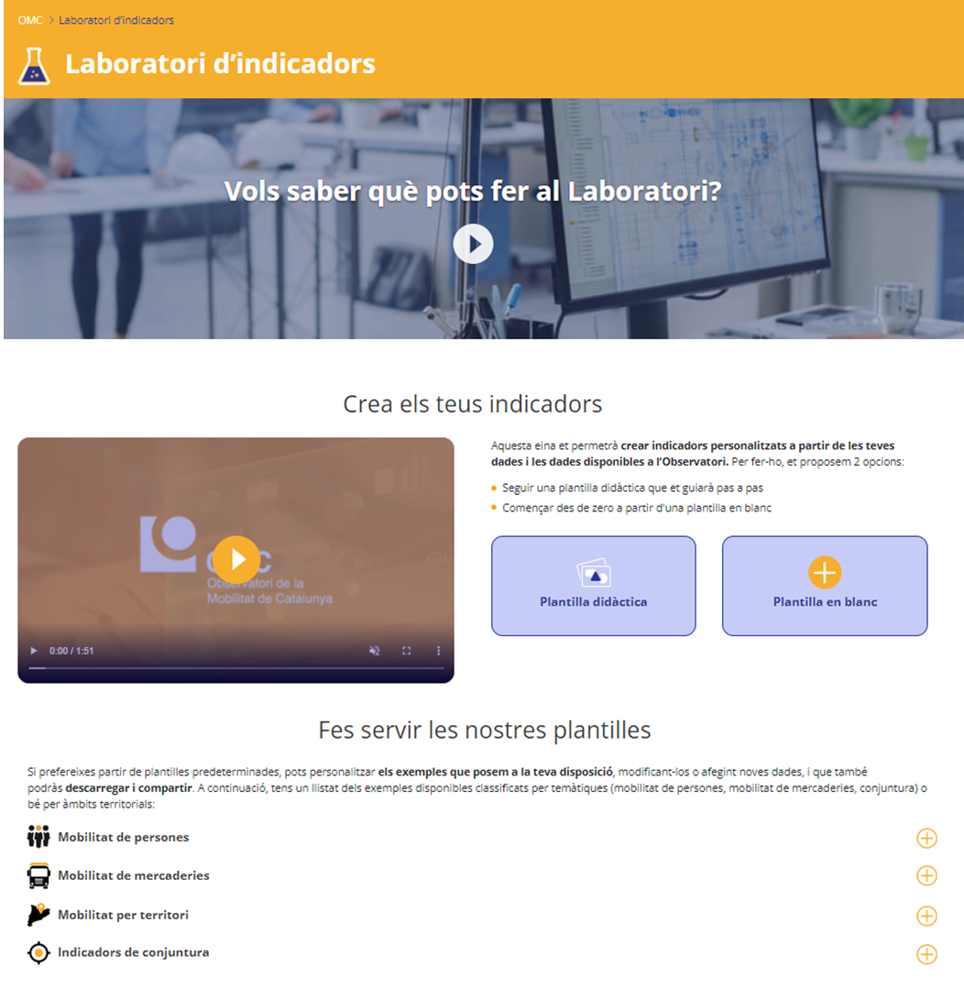 OMC > Laboratori d'indicadors
Laboratori d'indicadors
Vols saber què pots fer al Laboratori?
Crea els teus indicadors
Observatori de la
Mobilitat de Catalunya
0:00 / 1:51
Aquesta eina et permetrà crear indicadors personalitzats a partir de les teves
dades i les dades disponibles a l'Observatori. Per fer-ho, et proposem 2 opcions:
Seguir una plantilla didàctica que et guiarà pas a pas
Començar des de zero a partir d'una plantilla en blanc
Plantilla didàctica
Plantilla en blanc
Fes servir les nostres plantilles
Si prefereixes partir de plantilles predeterminades, pots personalitzar els exemples que posem a la teva disposició, modificant-los o afegint noves dades, i que també
podràs descarregar i compartir. A continuació, tens un llistat dels exemples disponibles classificats per temàtiques (mobilitat de persones, mobilitat de mercaderies, conjuntura) o
bé per àmbits territorials:
Mobilitat de persones
Mobilitat de mercaderies
Mobilitat per territori
Indicadors de conjuntura